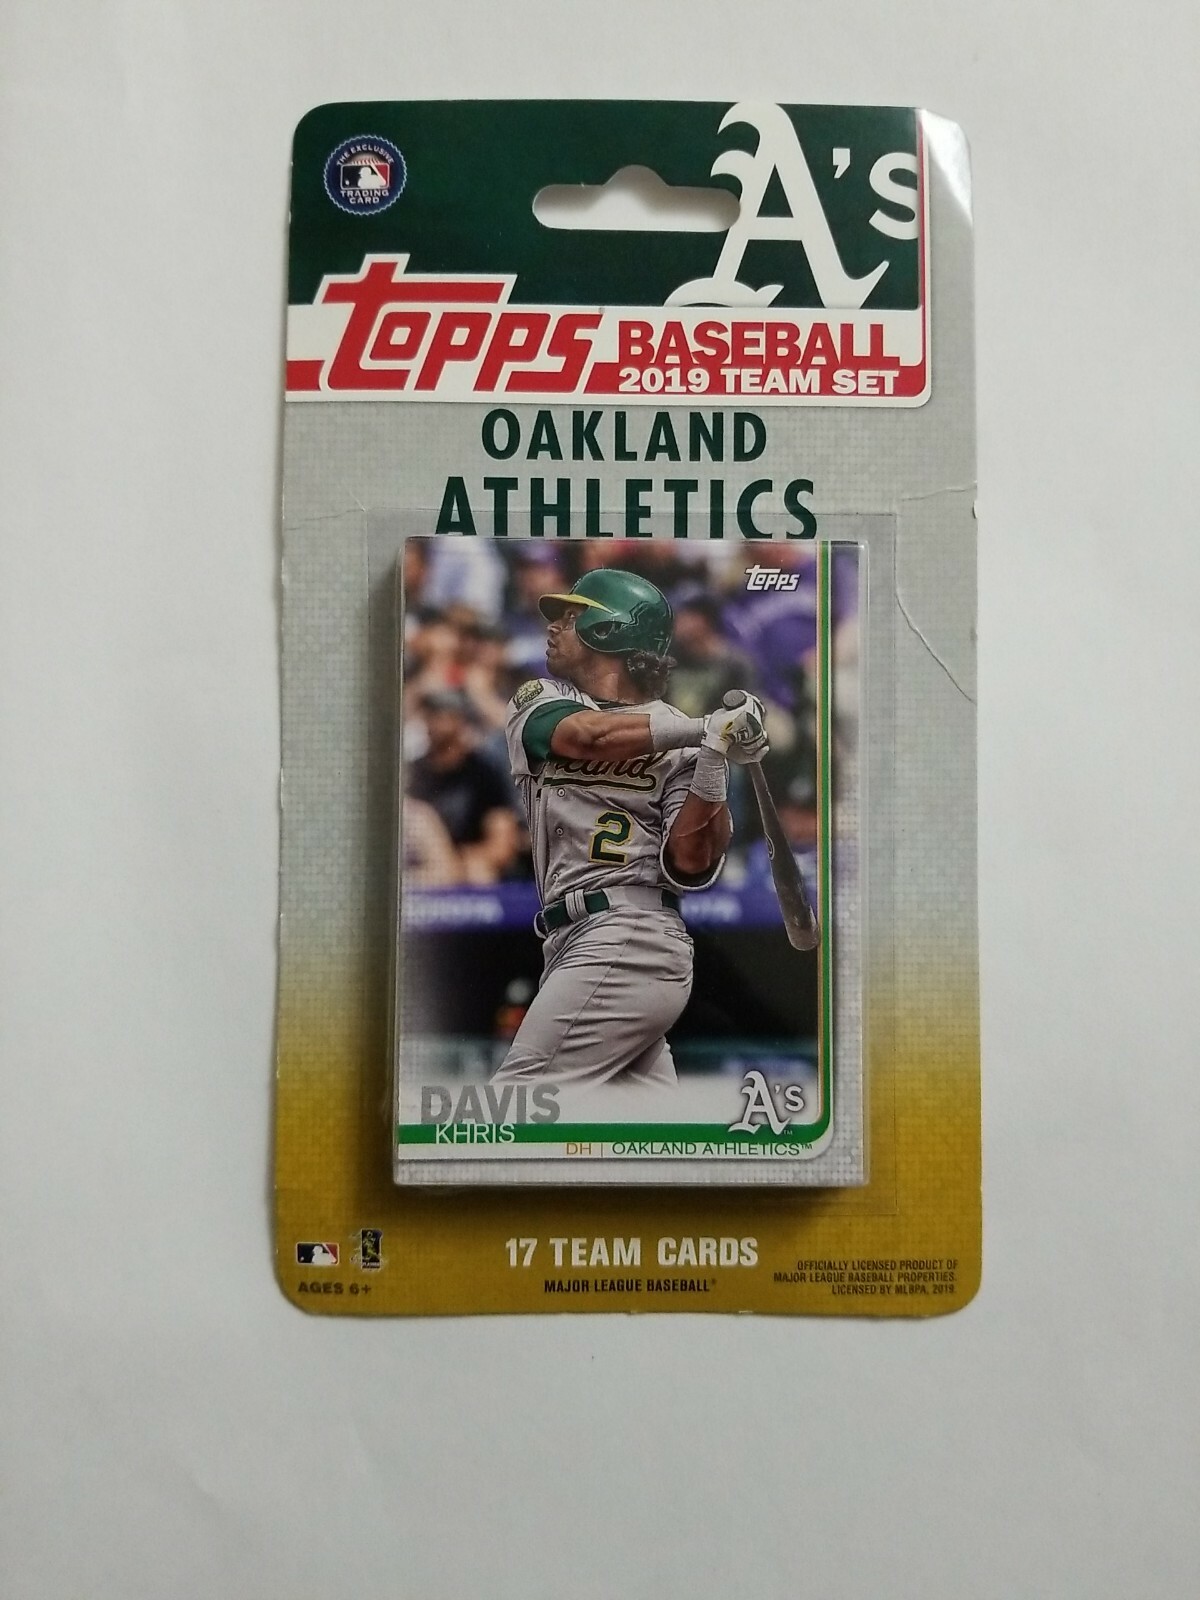 THE EXCLUSIVE
TRADING
CARD
A's
Topps
BASEBALL
2019 TEAM SET
OAKLAND
ATHLETICS
Topps
2
DAVIS
KHRIS
A's
DH | OAKLAND ATHLETICS™
17 TEAM CARDS
MAJOR LEAGUE BASEBALL®
AGES 6+
OFFICIALLY LICENSED PRODUCT OF
MAJOR LEAGUE BASEBALL PROPERTIES.
LICENSED BY MLBPA, 2019.